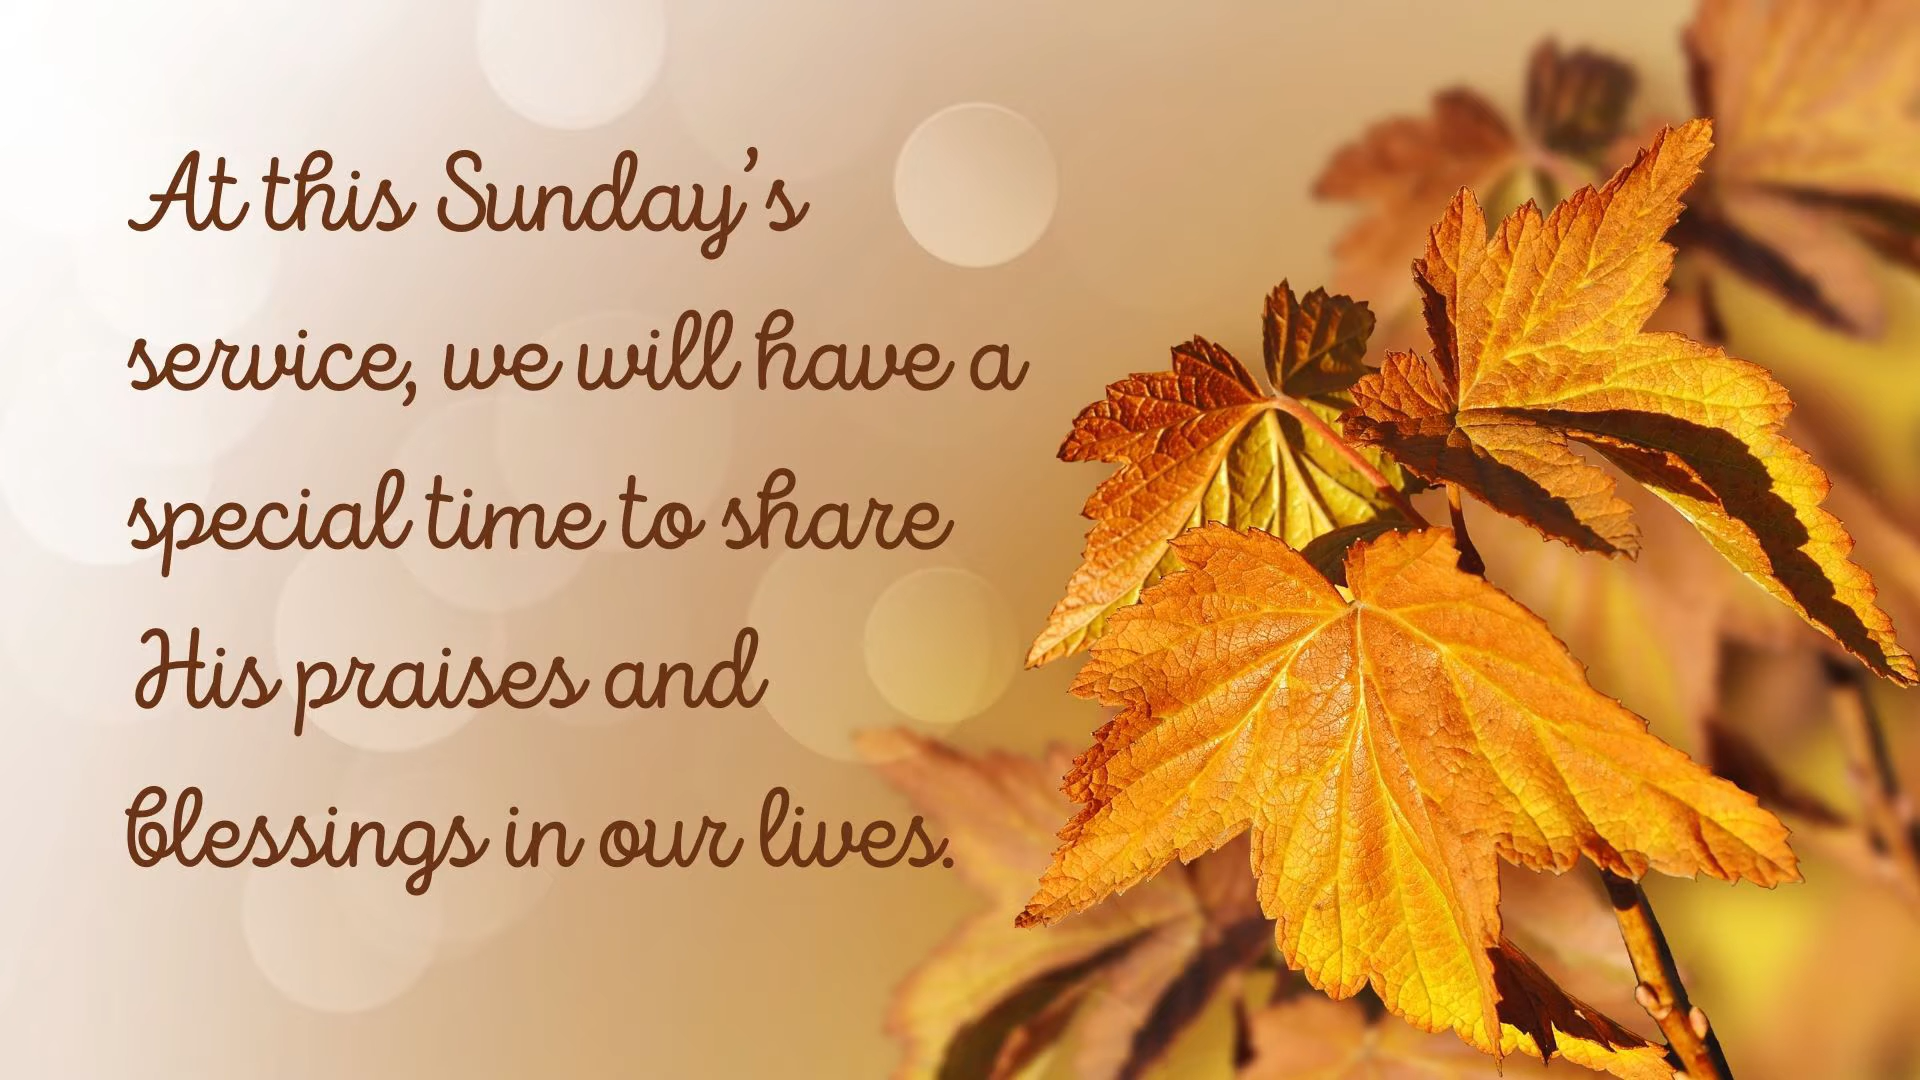 At this Sunday’s
service, we will have a
special time to share
His praises and
blessings in our lives.